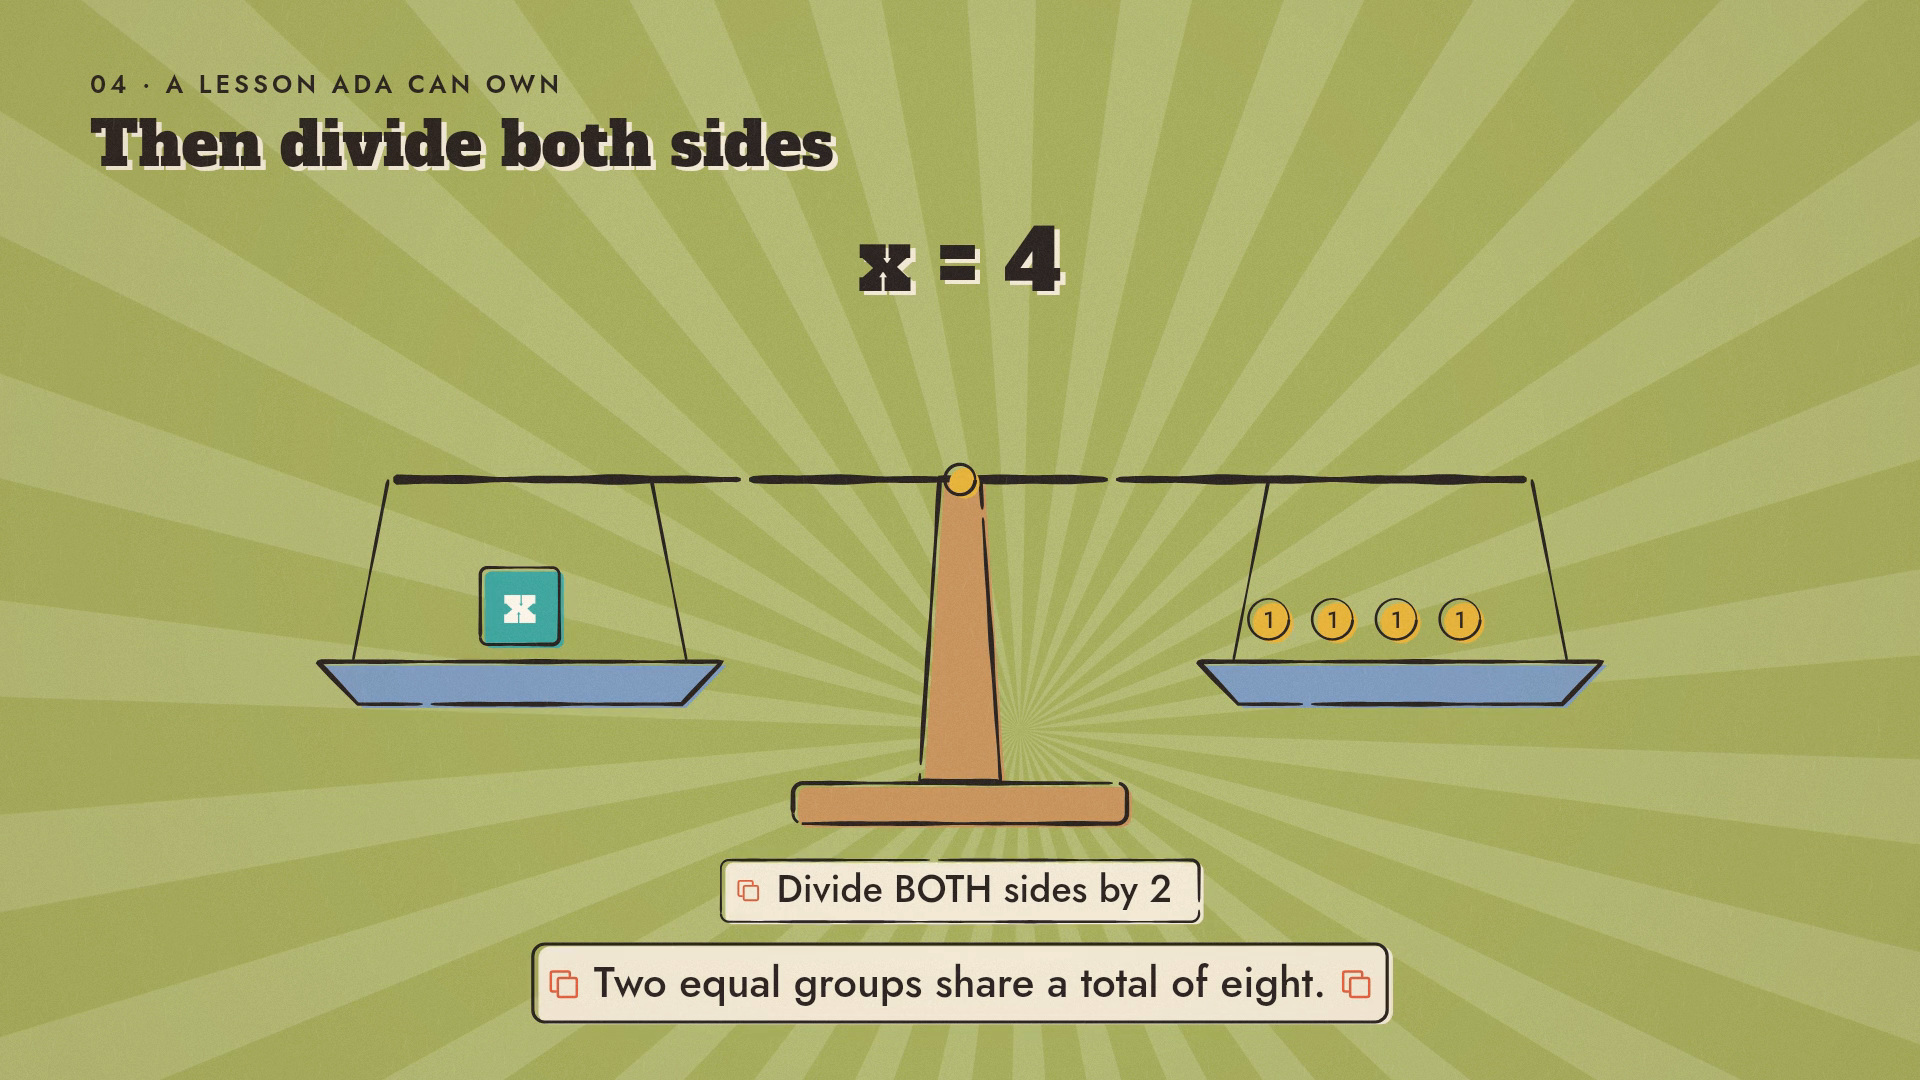 04 · A LESSON ADA CAN OWN
Then divide both sides
x = 4
x
1 1 1 1
Divide BOTH sides by 2
Two equal groups share a total of eight.